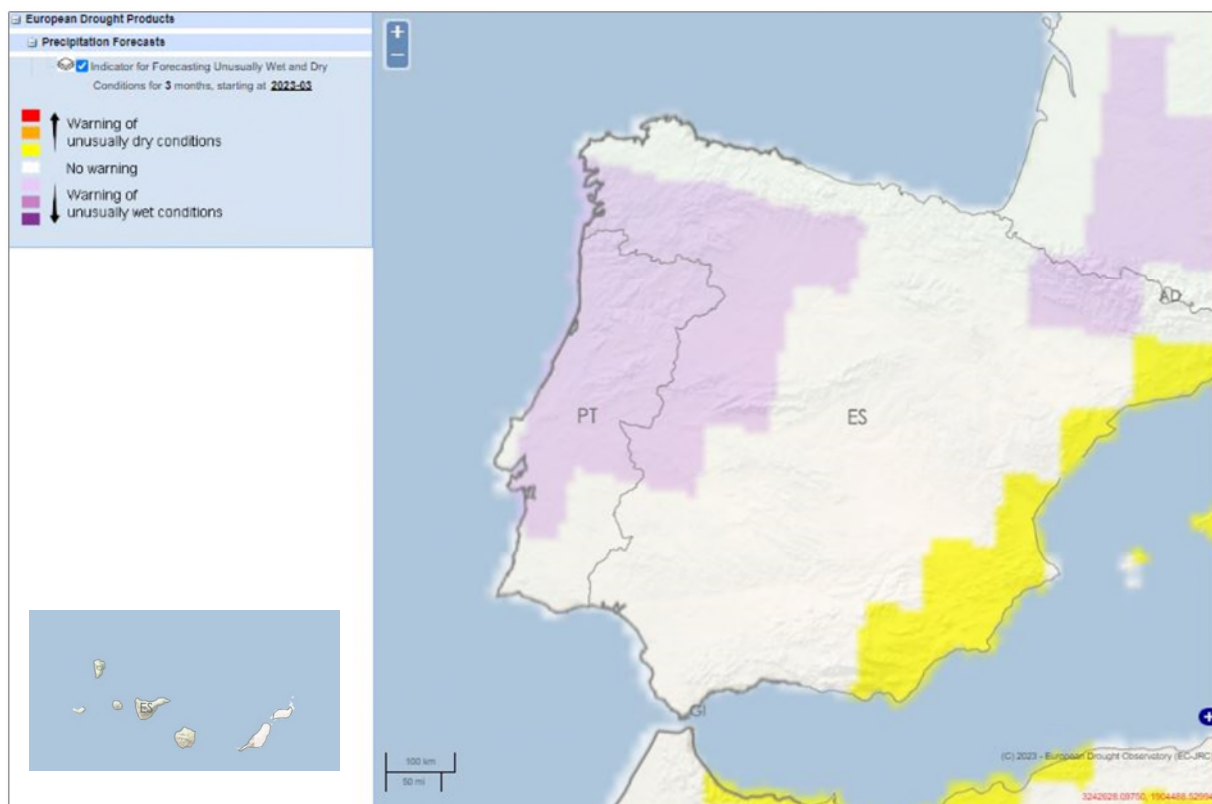 European Drought Products
Precipitation Forecasts
Indicator for Forecasting Unusually Wet and Dry
Conditions for 3 months, starting at 2023-03
Warning of
unusually dry conditions
No warning
Warning of
unusually wet conditions
+
−
AD
PT
ES
GI
ES
100 km
50 mi
+
(C) 2023 - European Drought Observatory (EC-JRC)